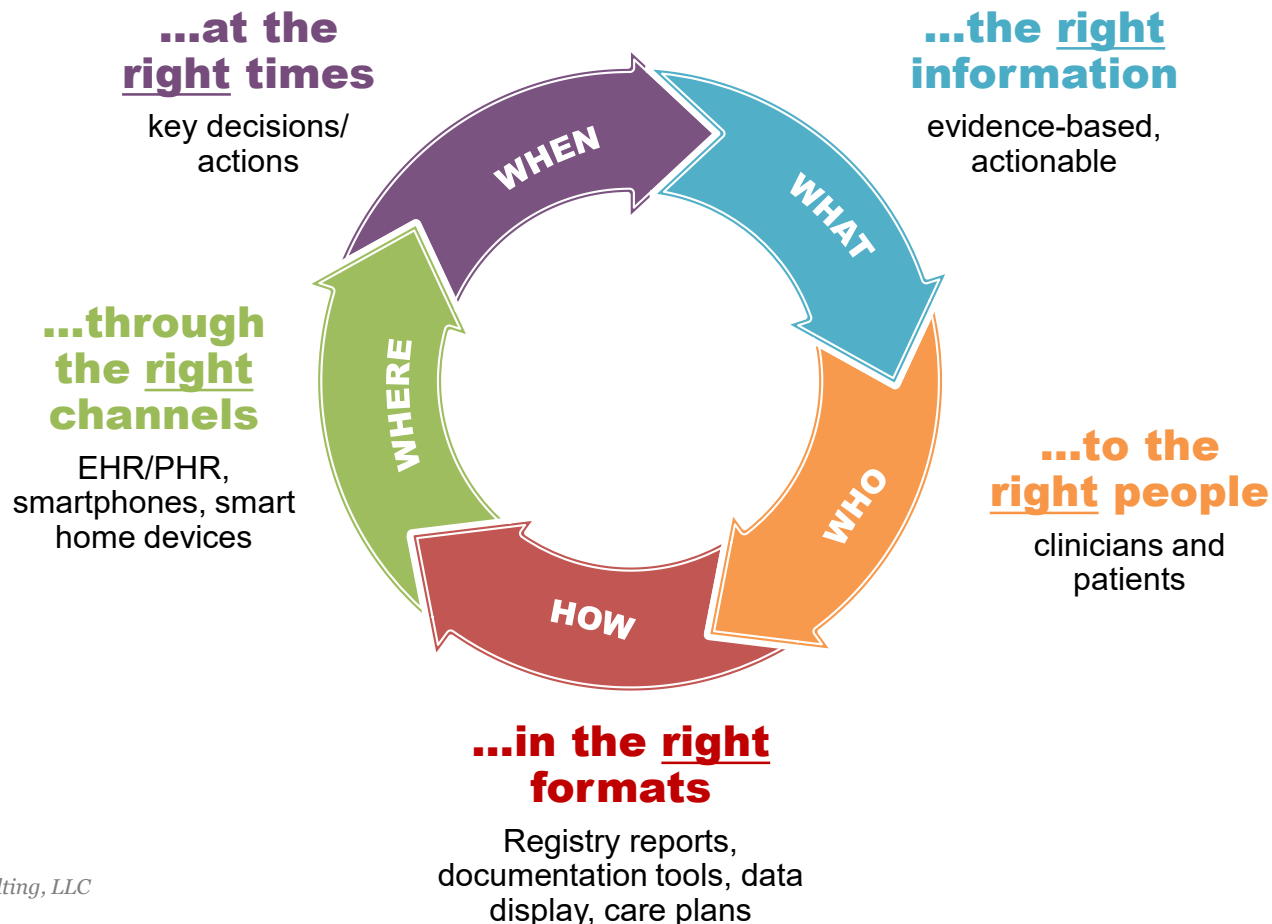 ...at the
right times
key decisions/
actions
...the right
information
evidence-based,
actionable
WHEN
WHAT
WHO
HOW
WHERE
...through
the right
channels
EHR/PHR,
smartphones, smart
home devices
...to the
right people
clinicians and
patients
...in the right
formats
Registry reports,
documentation tools, data
display, care plans
lting, LLC